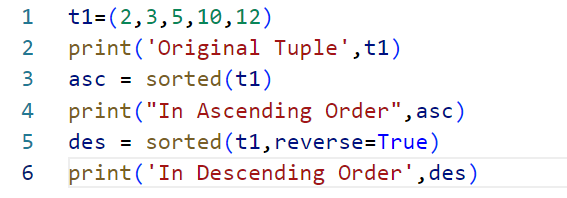 1 t1=(2,3,5,10,12)
2 print('Original Tuple',t1)
3 asc = sorted(t1)
4 print("In Ascending Order",asc)
5 des = sorted(t1,reverse=True)
6 print('In Descending Order',des)